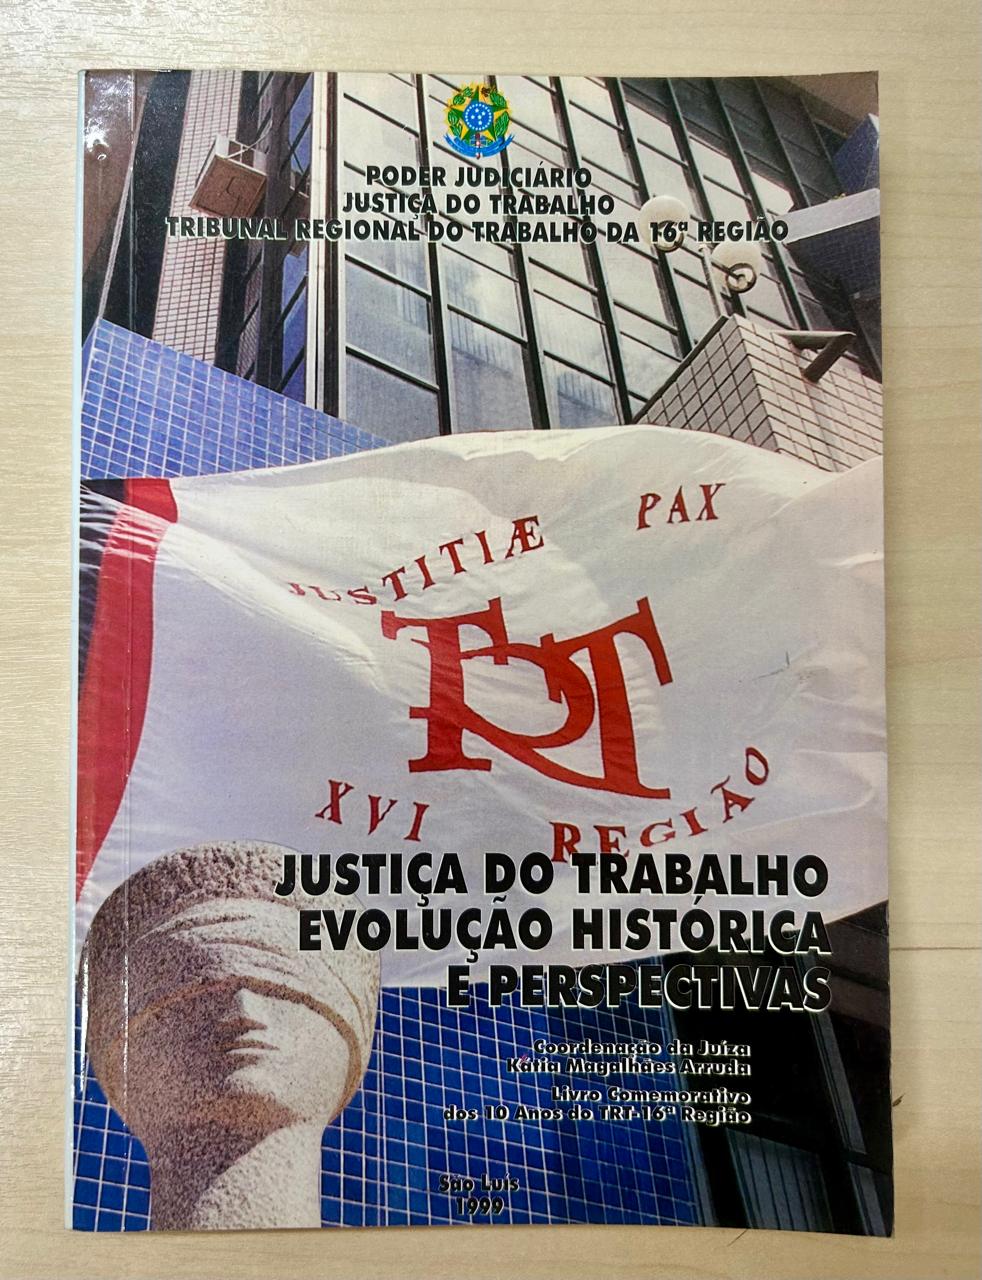 PODER JUDICIÁRIO
JUSTIÇA DO TRABALHO
TRIBUNAL REGIONAL DO TRABALHO DA 16ª REGIÃO
JUSTITIÆ PAX
TRT
XVI REGIÃO
JUSTIÇA DO TRABALHO
EVOLUÇÃO HISTÓRICA
E PERSPECTIVAS
Coordenação da Juíza
Kátia Magalhães Arruda
Livro Comemorativo
dos 10 Anos do TRT-16ª Região
São Luís
1999